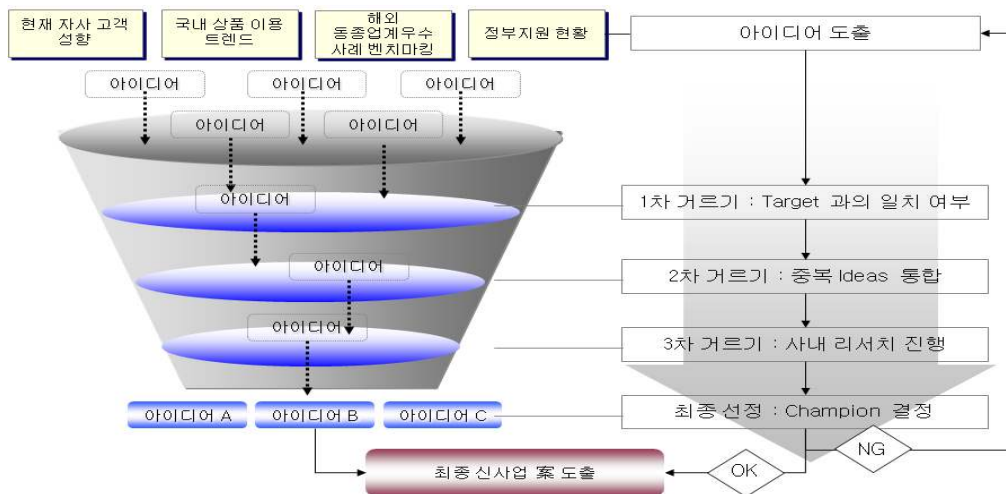 현재 자사 고객
성향
국내 상품 이용
트렌드
해외
동종업계우수
사례 벤치마킹
정부지원 현황
아이디어 도출
아이디어
아이디어
아이디어
아이디어
아이디어
아이디어
1차 거르기 : Target 과의 일치 여부
아이디어
2차 거르기 : 중복 Ideas 통합
아이디어
3차 거르기 : 사내 리서치 진행
아이디어 A
아이디어 B
아이디어 C
최종 선정 : Champion 결정
NG
최종 신사업 案 도출
OK